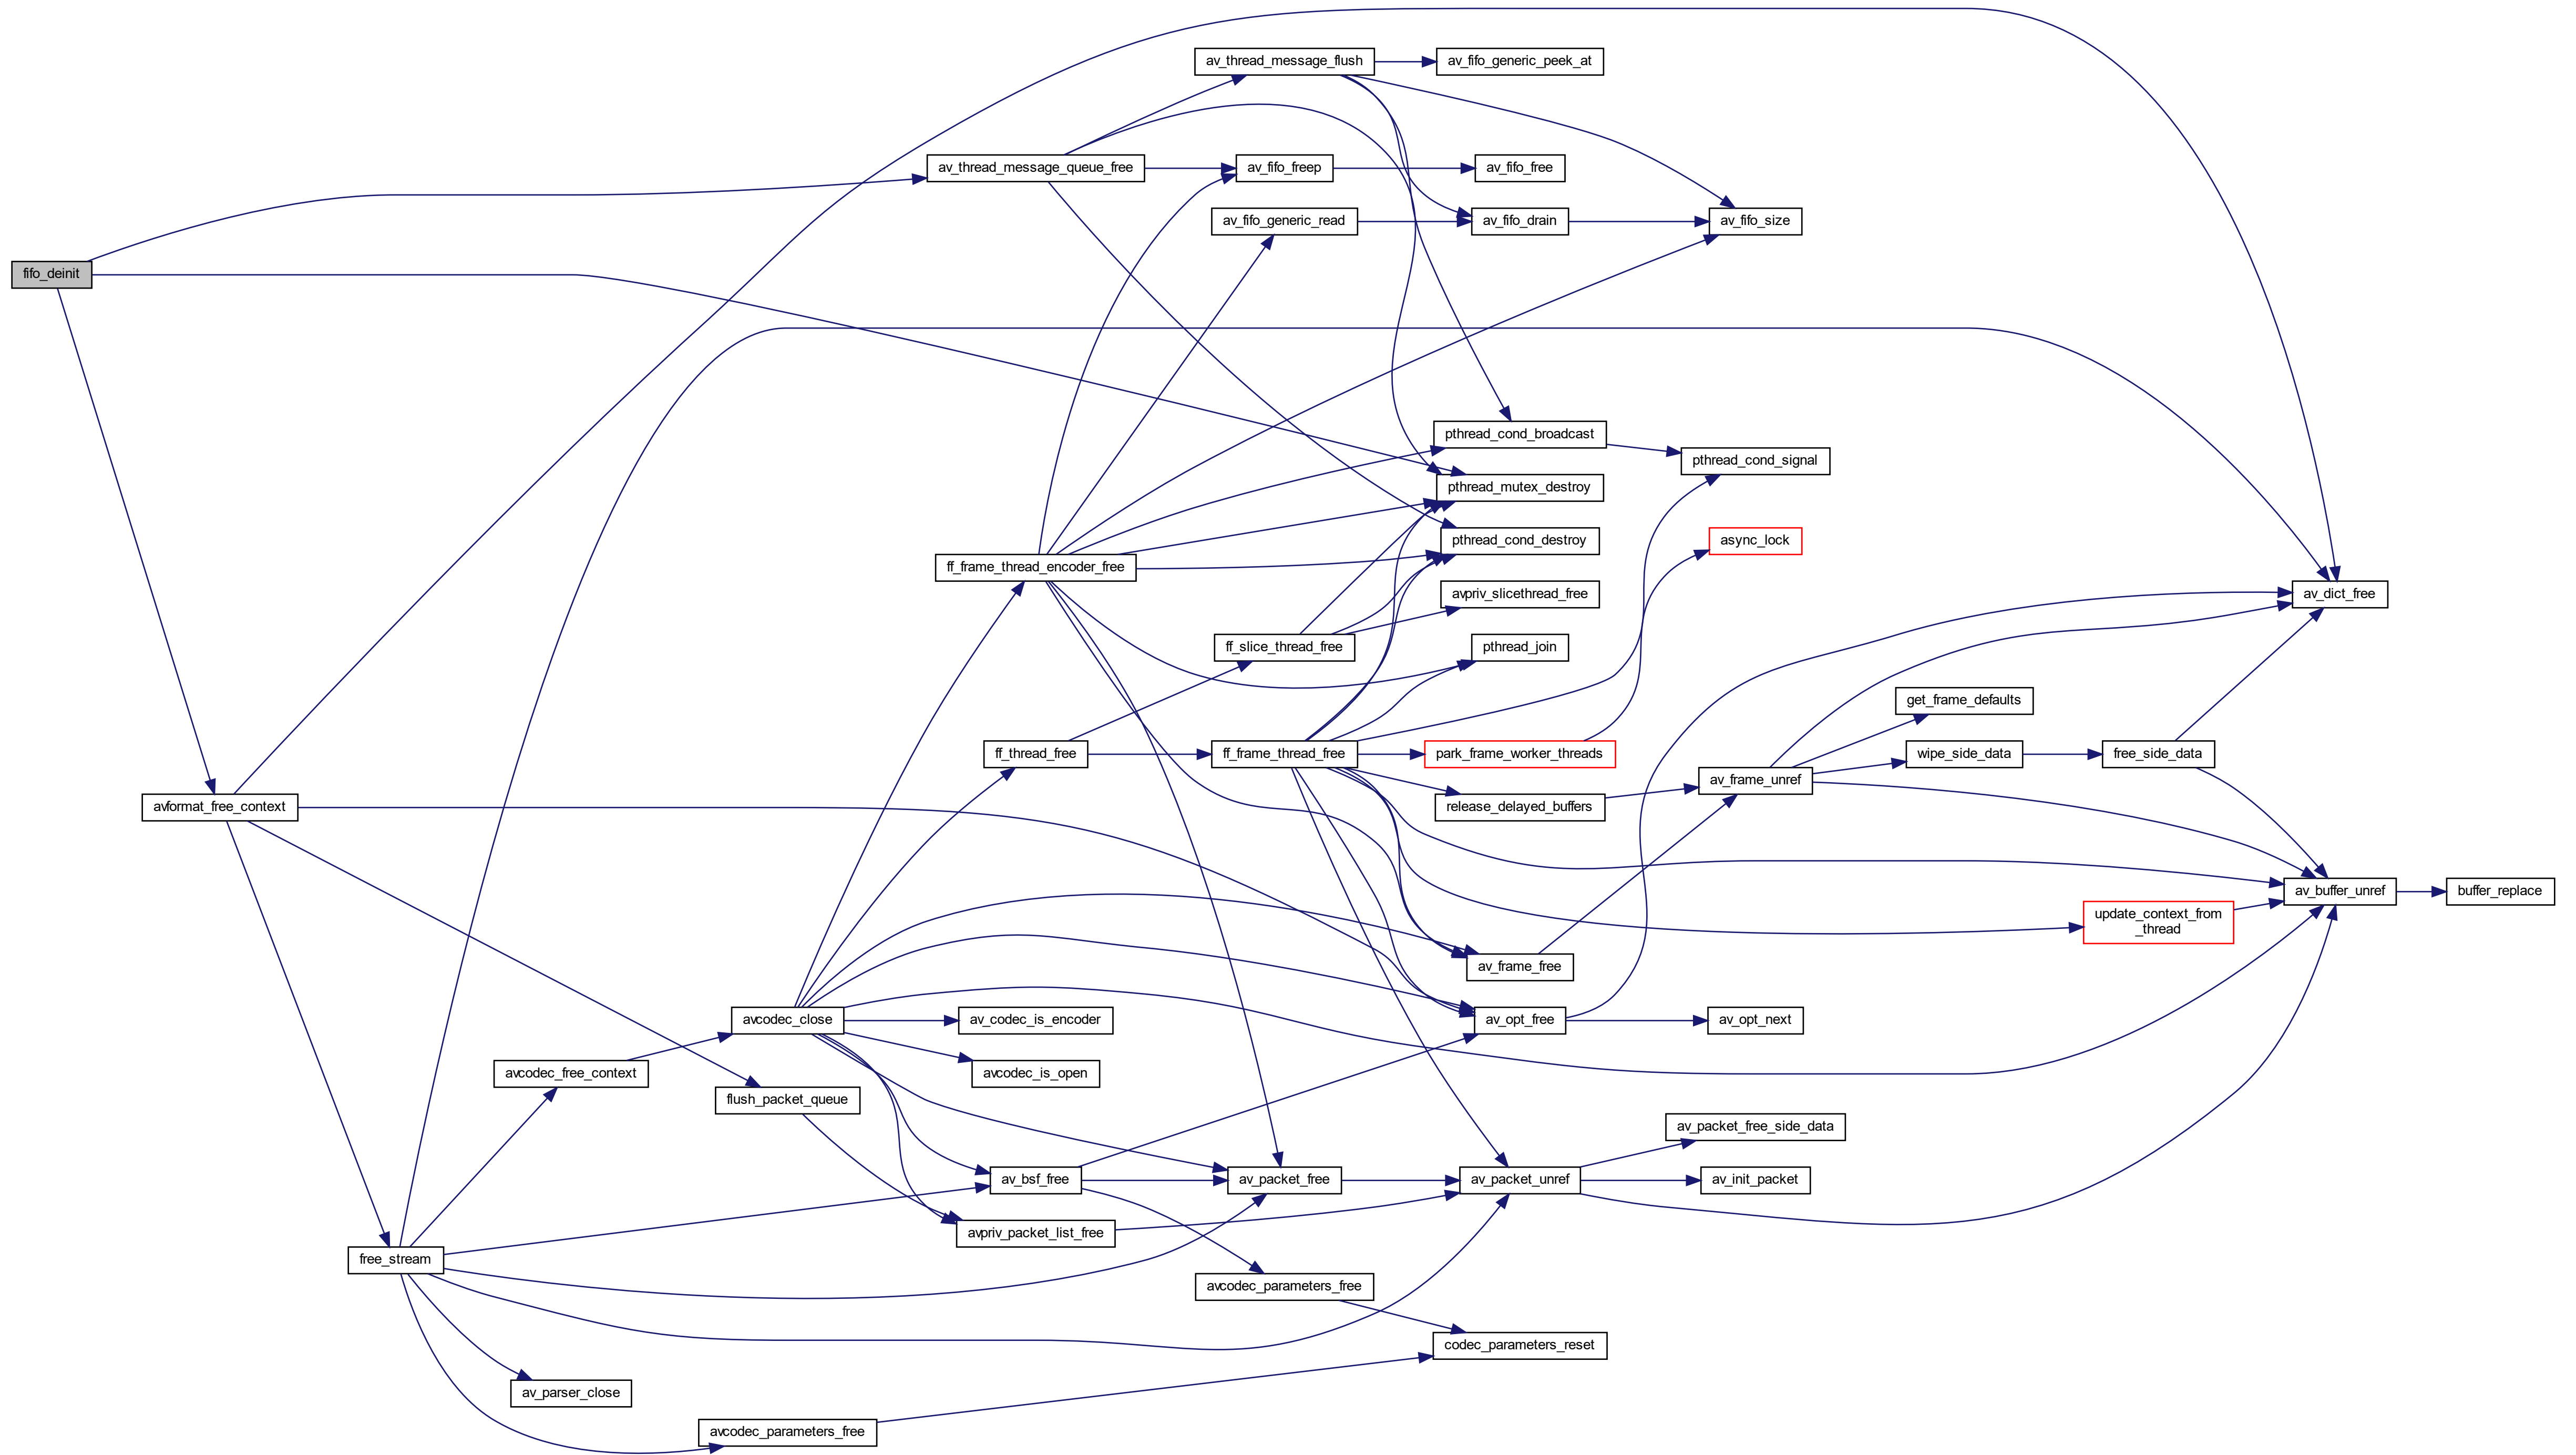 av_thread_message_flush
av_fifo_generic_peek_at
av_thread_message_queue_free
av_fifo_freep
av_fifo_free
av_fifo_generic_read
av_fifo_drain
av_fifo_size
fifo_deinit
pthread_cond_broadcast
pthread_cond_signal
pthread_mutex_destroy
pthread_cond_destroy
async_lock
ff_frame_thread_encoder_free
avpriv_slicethread_free
av_dict_free
ff_slice_thread_free
pthread_join
get_frame_defaults
ff_thread_free
ff_frame_thread_free
park_frame_worker_threads
wipe_side_data
free_side_data
av_frame_unref
avformat_free_context
release_delayed_buffers
av_buffer_unref
buffer_replace
update_context_from
_thread
av_frame_free
avcodec_close
av_codec_is_encoder
av_opt_free
av_opt_next
avcodec_free_context
avcodec_is_open
flush_packet_queue
av_packet_free_side_data
av_bsf_free
av_packet_free
av_packet_unref
av_init_packet
avpriv_packet_list_free
free_stream
avcodec_parameters_free
codec_parameters_reset
av_parser_close
avcodec_parameters_free